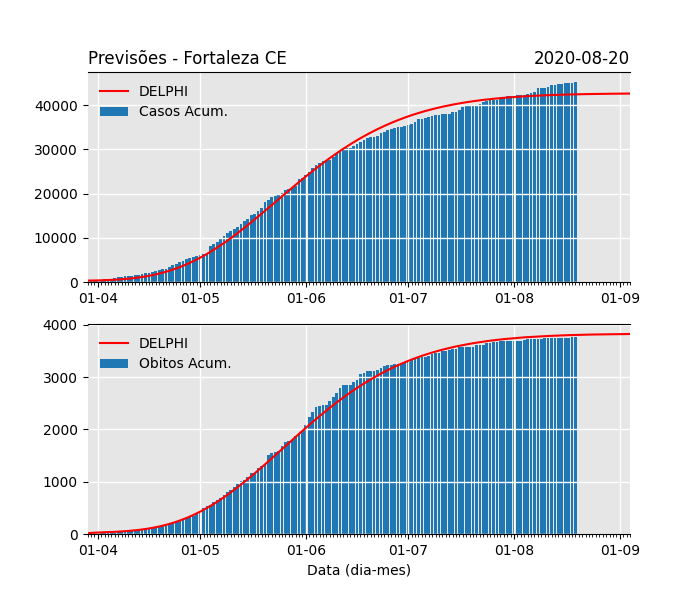 Previsões - Fortaleza CE 2020-08-20
DELPHI
Casos Acum.
40000
30000
20000
10000
0
01-04 01-05 01-06 01-07 01-08 01-09
4000
DELPHI
Obitos Acum.
3000
2000
1000
0
01-04 01-05 01-06 01-07 01-08 01-09
Data (dia-mes)